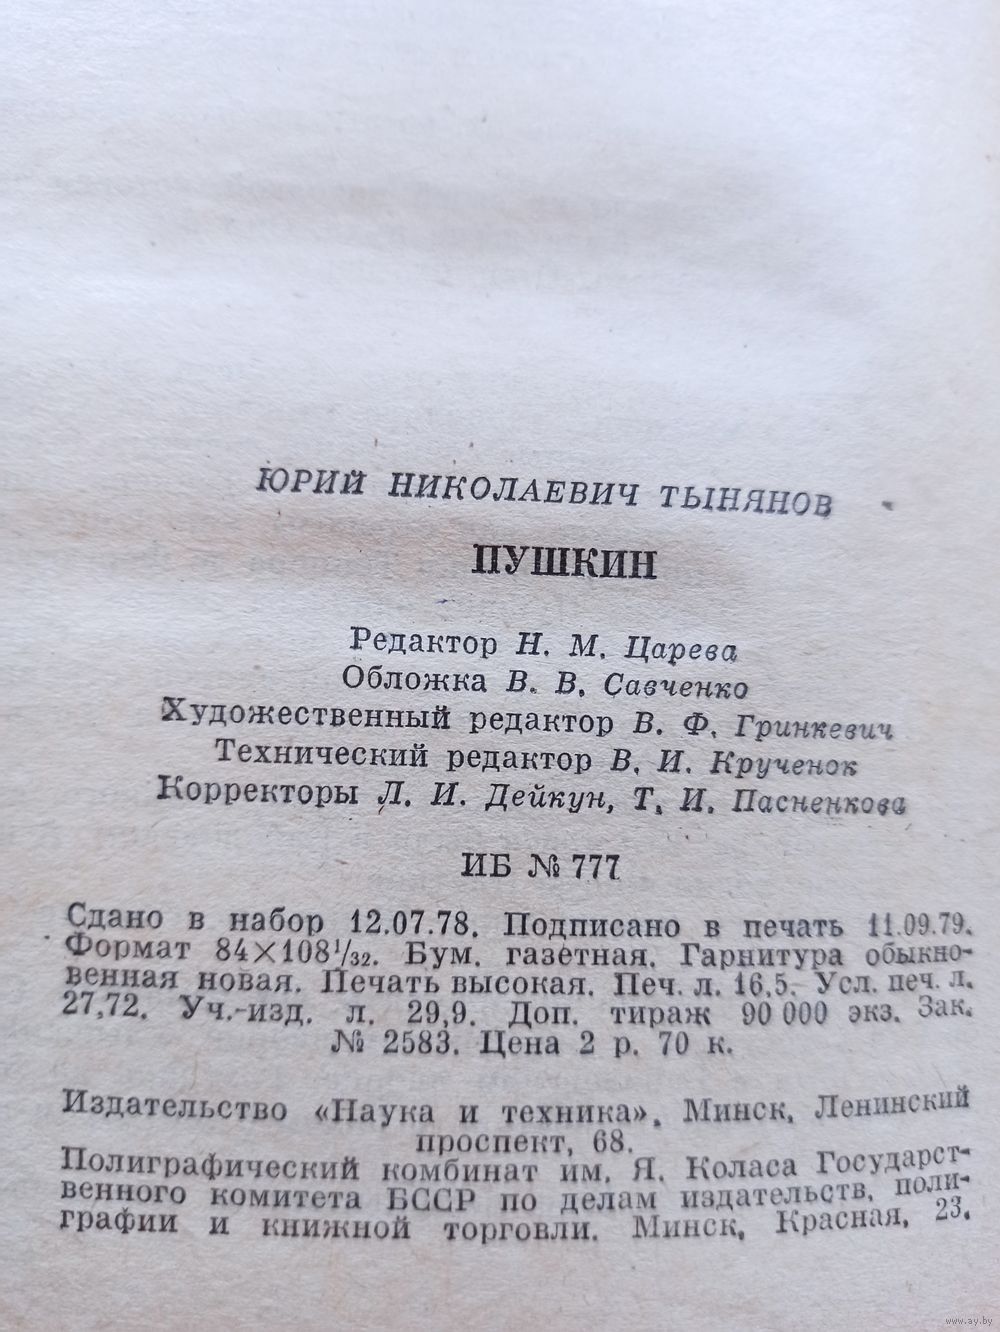 ЮРИЙ НИКОЛАЕВИЧ ТЫНЯНОВ
ПУШКИН
Редактор Н. М. Царева
Обложка В. В. Савченко
Художественный редактор В. Ф. Гринкевич
Технический редактор В. И. Крученок
Корректоры Л. И. Дейкун, Т. И. Пасненкова
ИБ № 777
Сдано в набор 12.07.78. Подписано в печать 11.09.79.
Формат 84×108¹/₃₂. Бум. газетная. Гарнитура обыкно-
венная новая. Печать высокая. Печ. л. 16,5. Усл. печ. л.
27,72. Уч.-изд. л. 29,9. Доп. тираж 90 000 экз. Зак.
№ 2583. Цена 2 р. 70 к.
Издательство «Наука и техника», Минск, Ленинский
проспект, 68.
Полиграфический комбинат им. Я. Коласа Государст-
венного комитета БССР по делам издательств, поли-
графии и книжной торговли. Минск, Красная, 23.
www.ay.by